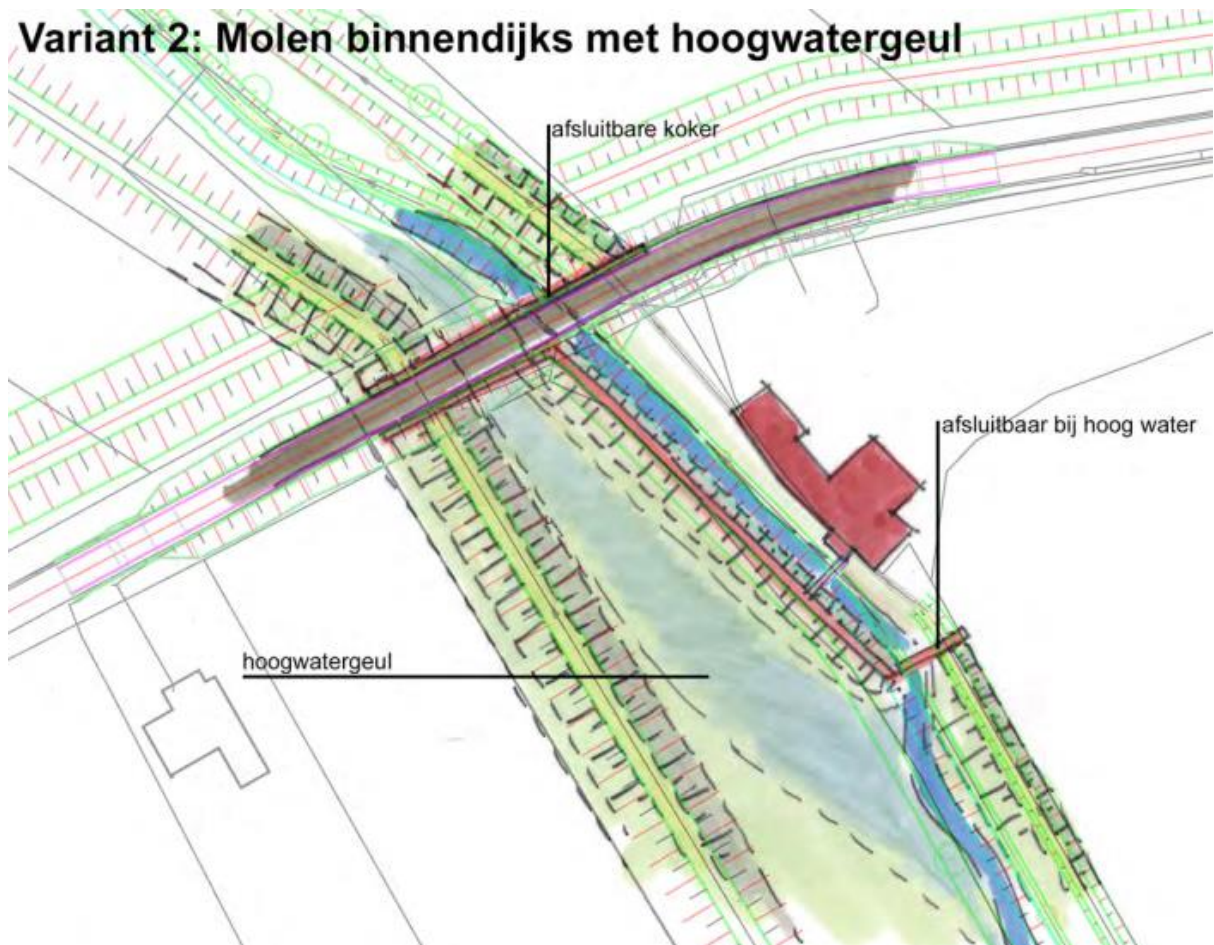 Variant 2: Molen binnendijks met hoogwatergeul
afsluitbare koker
afsluitbaar bij hoog water
hoogwatergeul